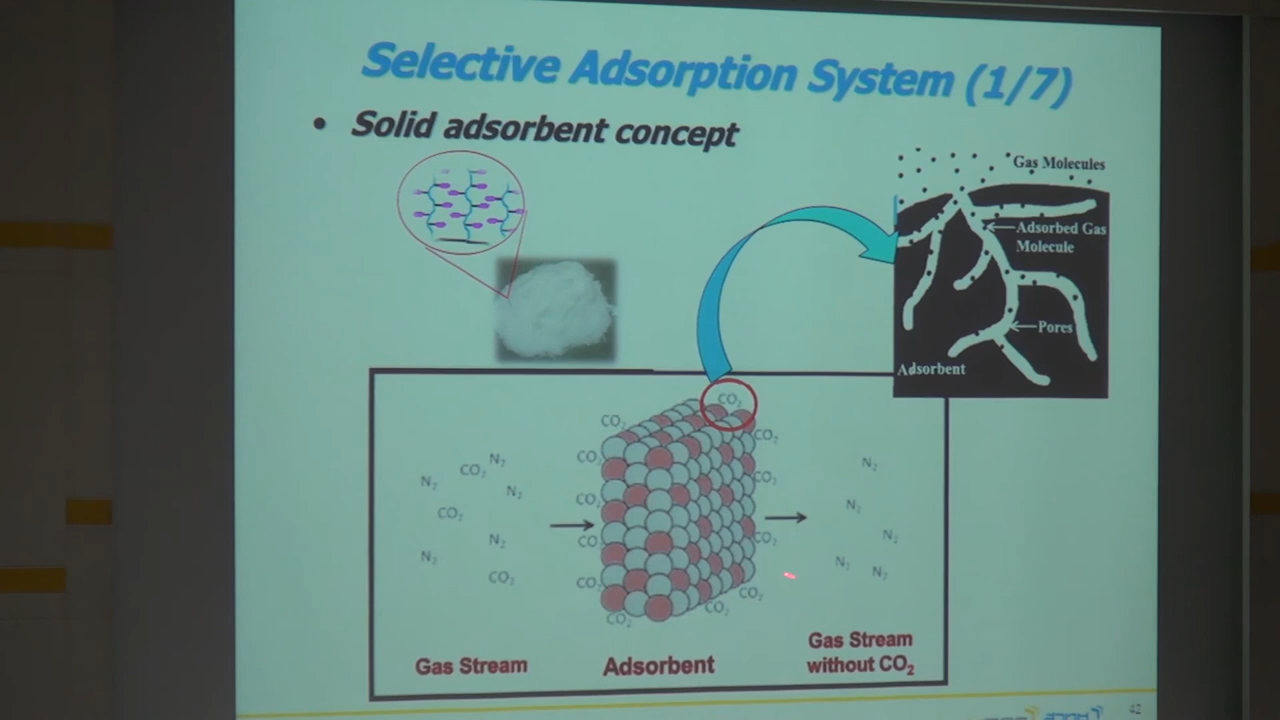 Selective Adsorption System (1/7)
• Solid adsorbent concept
Gas Molecules
Adsorbed Gas
Molecule
Pores
Adsorbent
CO₂
CO₂
CO₂
CO₂
CO₂
CO₂
CO₂
CO
CO₂
CO₂
CO₂
CO₂
CO₂
N₂
CO₂
N₂
N₂
CO₂
N₂
N₂
CO₂
N₂
N₂
N₂
N₂
N₂
Gas Stream
Adsorbent
Gas Stream
without CO₂
42